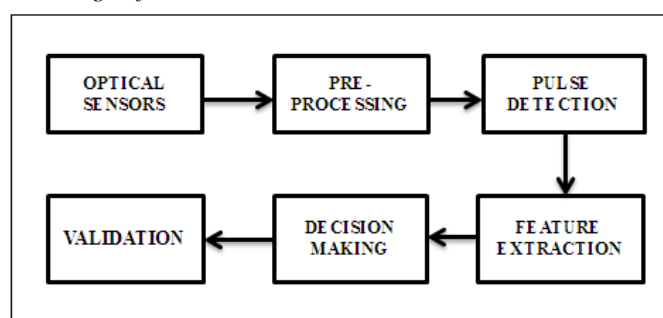 OPTICAL
SENSORS
PRE-
PROCESSING
PULSE
DETECTION
FEATURE
EXTRACTION
DECISION
MAKING
VALIDATION